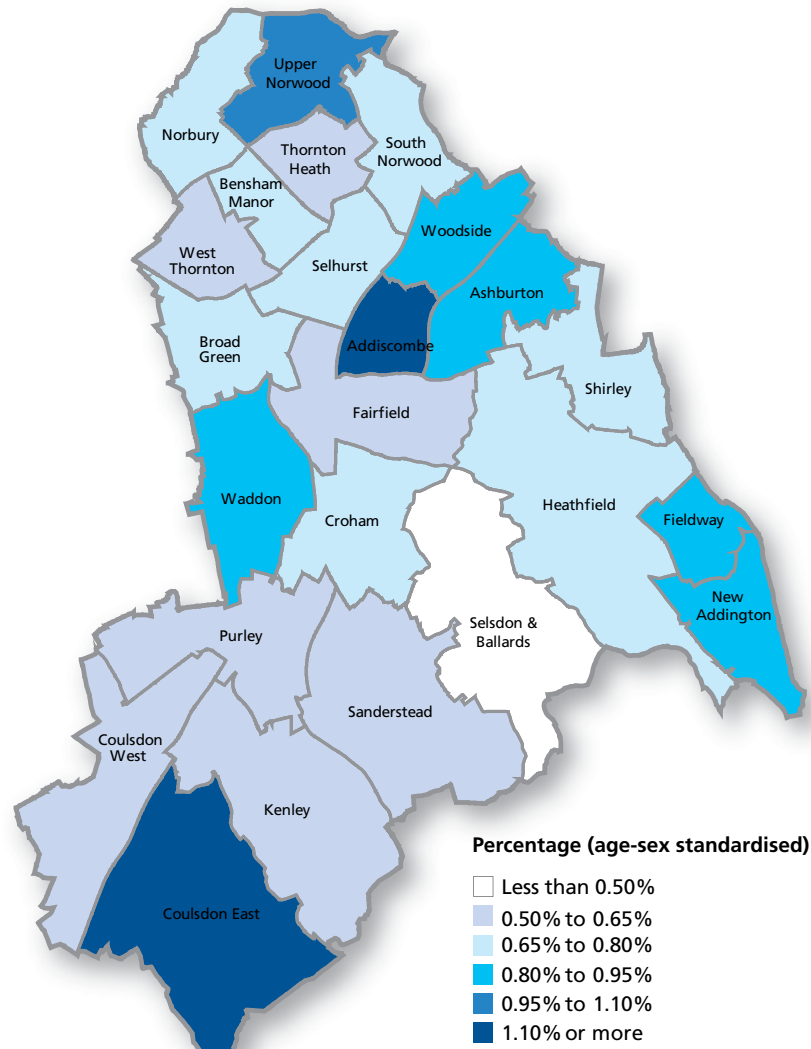 Upper
Norwood
Norbury
Thornton
Heath
South
Norwood
Bensham
Manor
Woodside
West
Thornton
Selhurst
Ashburton
Broad
Green
Addiscombe
Shirley
Fairfield
Waddon
Croham
Heathfield
Fieldway
New
Addington
Selsdon &
Ballards
Purley
Sanderstead
Coulsdon
West
Kenley
Coulsdon East
Percentage (age-sex standardised)
Less than 0.50%
0.50% to 0.65%
0.65% to 0.80%
0.80% to 0.95%
0.95% to 1.10%
1.10% or more